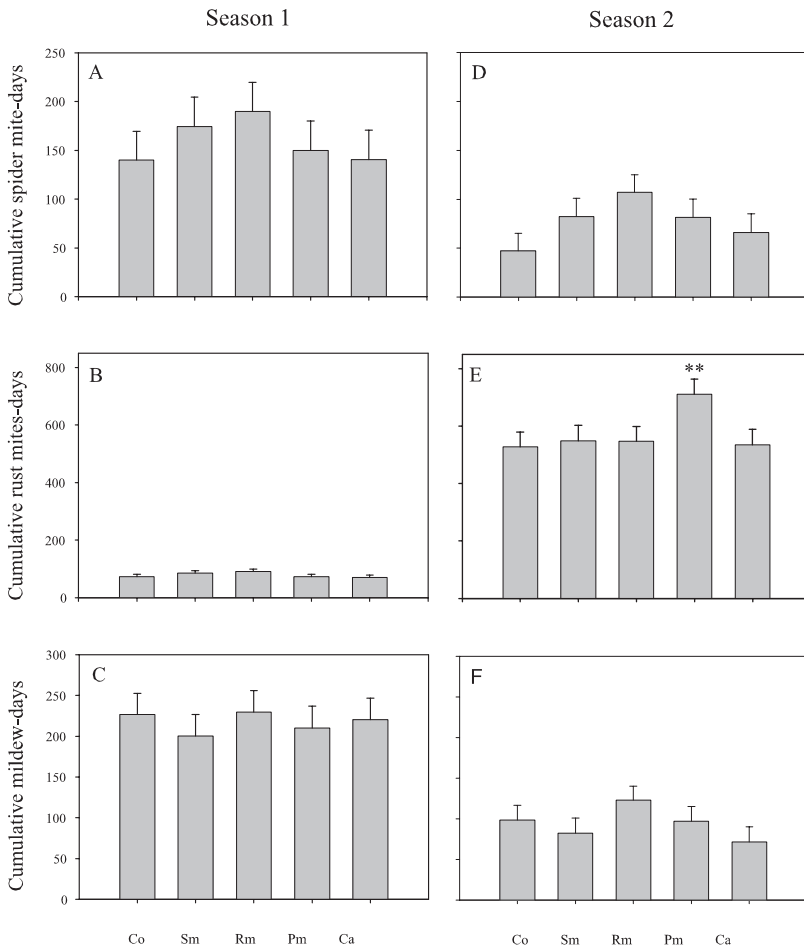 Season 1
Season 2
Cumulative spider mite-days
250
200
150
100
50
0
A
D
Cumulative rust mites-days
800
600
400
200
0
B
E
**
Cumulative mildew-days
300
250
200
150
100
50
0
C
F
Co Sm Rm Pm Ca
Co Sm Rm Pm Ca